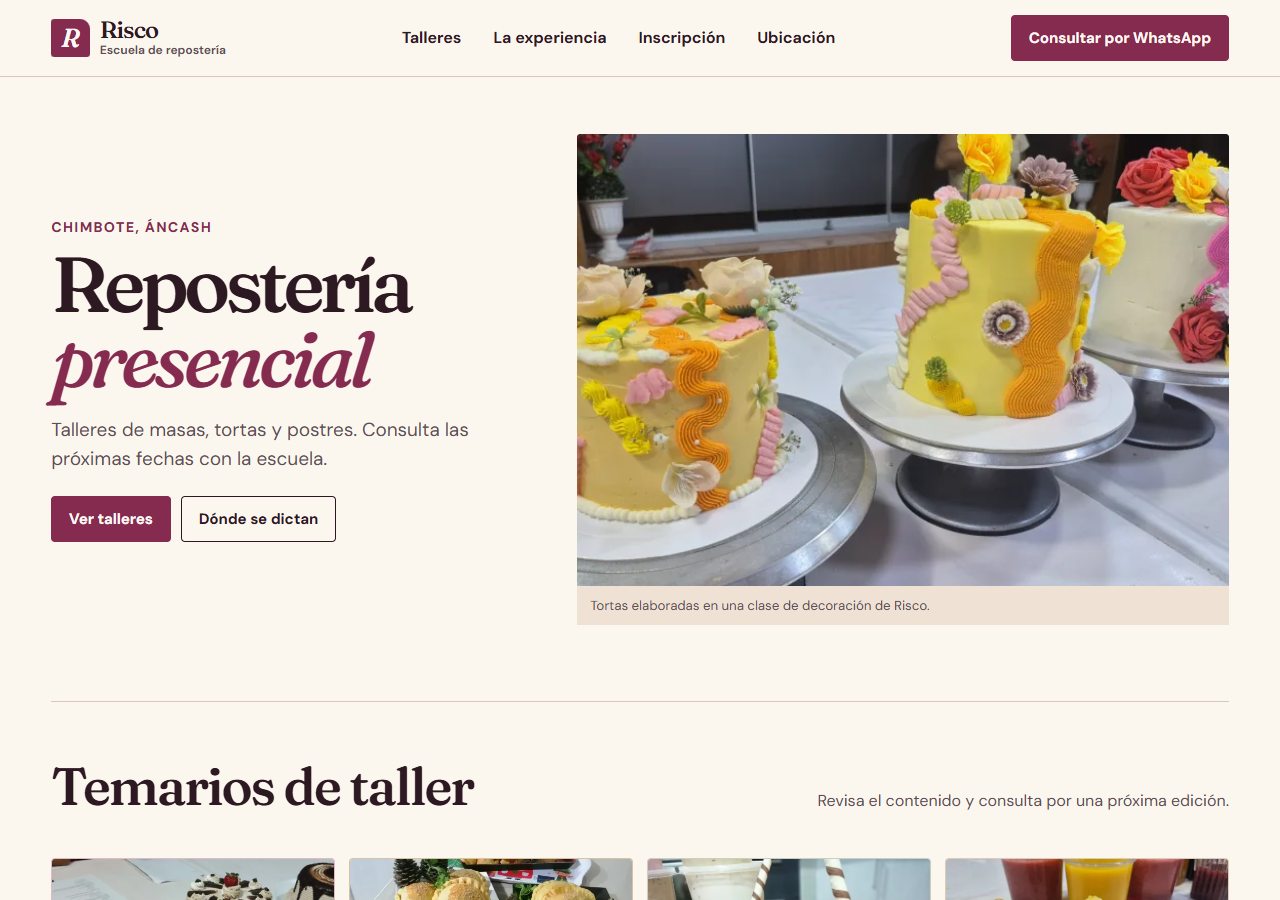 R
Risco
Escuela de repostería
Talleres
La experiencia
Inscripción
Ubicación
Consultar por WhatsApp
CHIMBOTE, ÁNCASH
Repostería
presencial
Talleres de masas, tortas y postres. Consulta las
próximas fechas con la escuela.
Ver talleres
Dónde se dictan
Tortas elaboradas en una clase de decoración de Risco.
Temarios de taller
Revisa el contenido y consulta por una próxima edición.